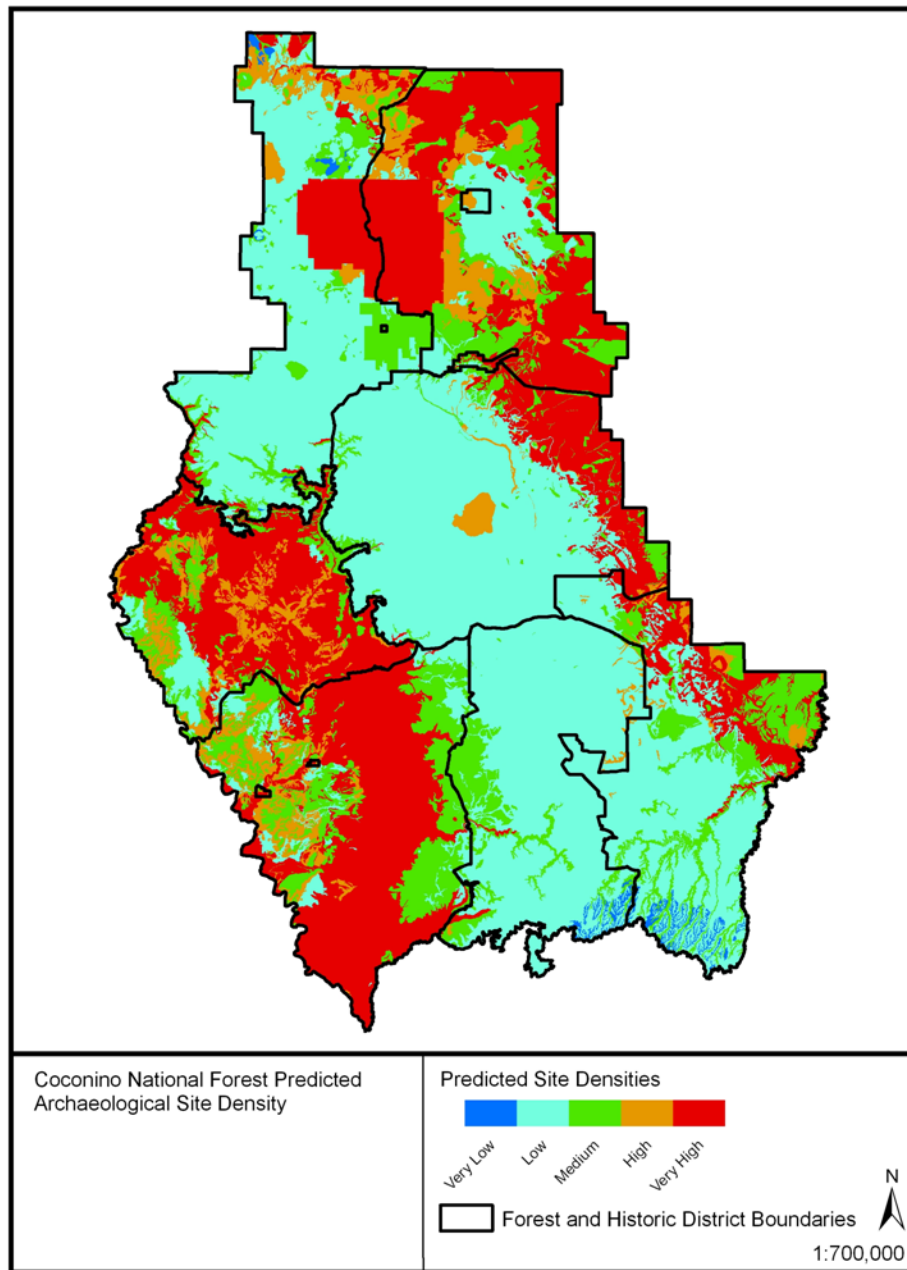 Coconino National Forest Predicted
Archaeological Site Density
Predicted Site Densities
Very Low
Low
Medium
High
Very High
Forest and Historic District Boundaries
N
1:700,000